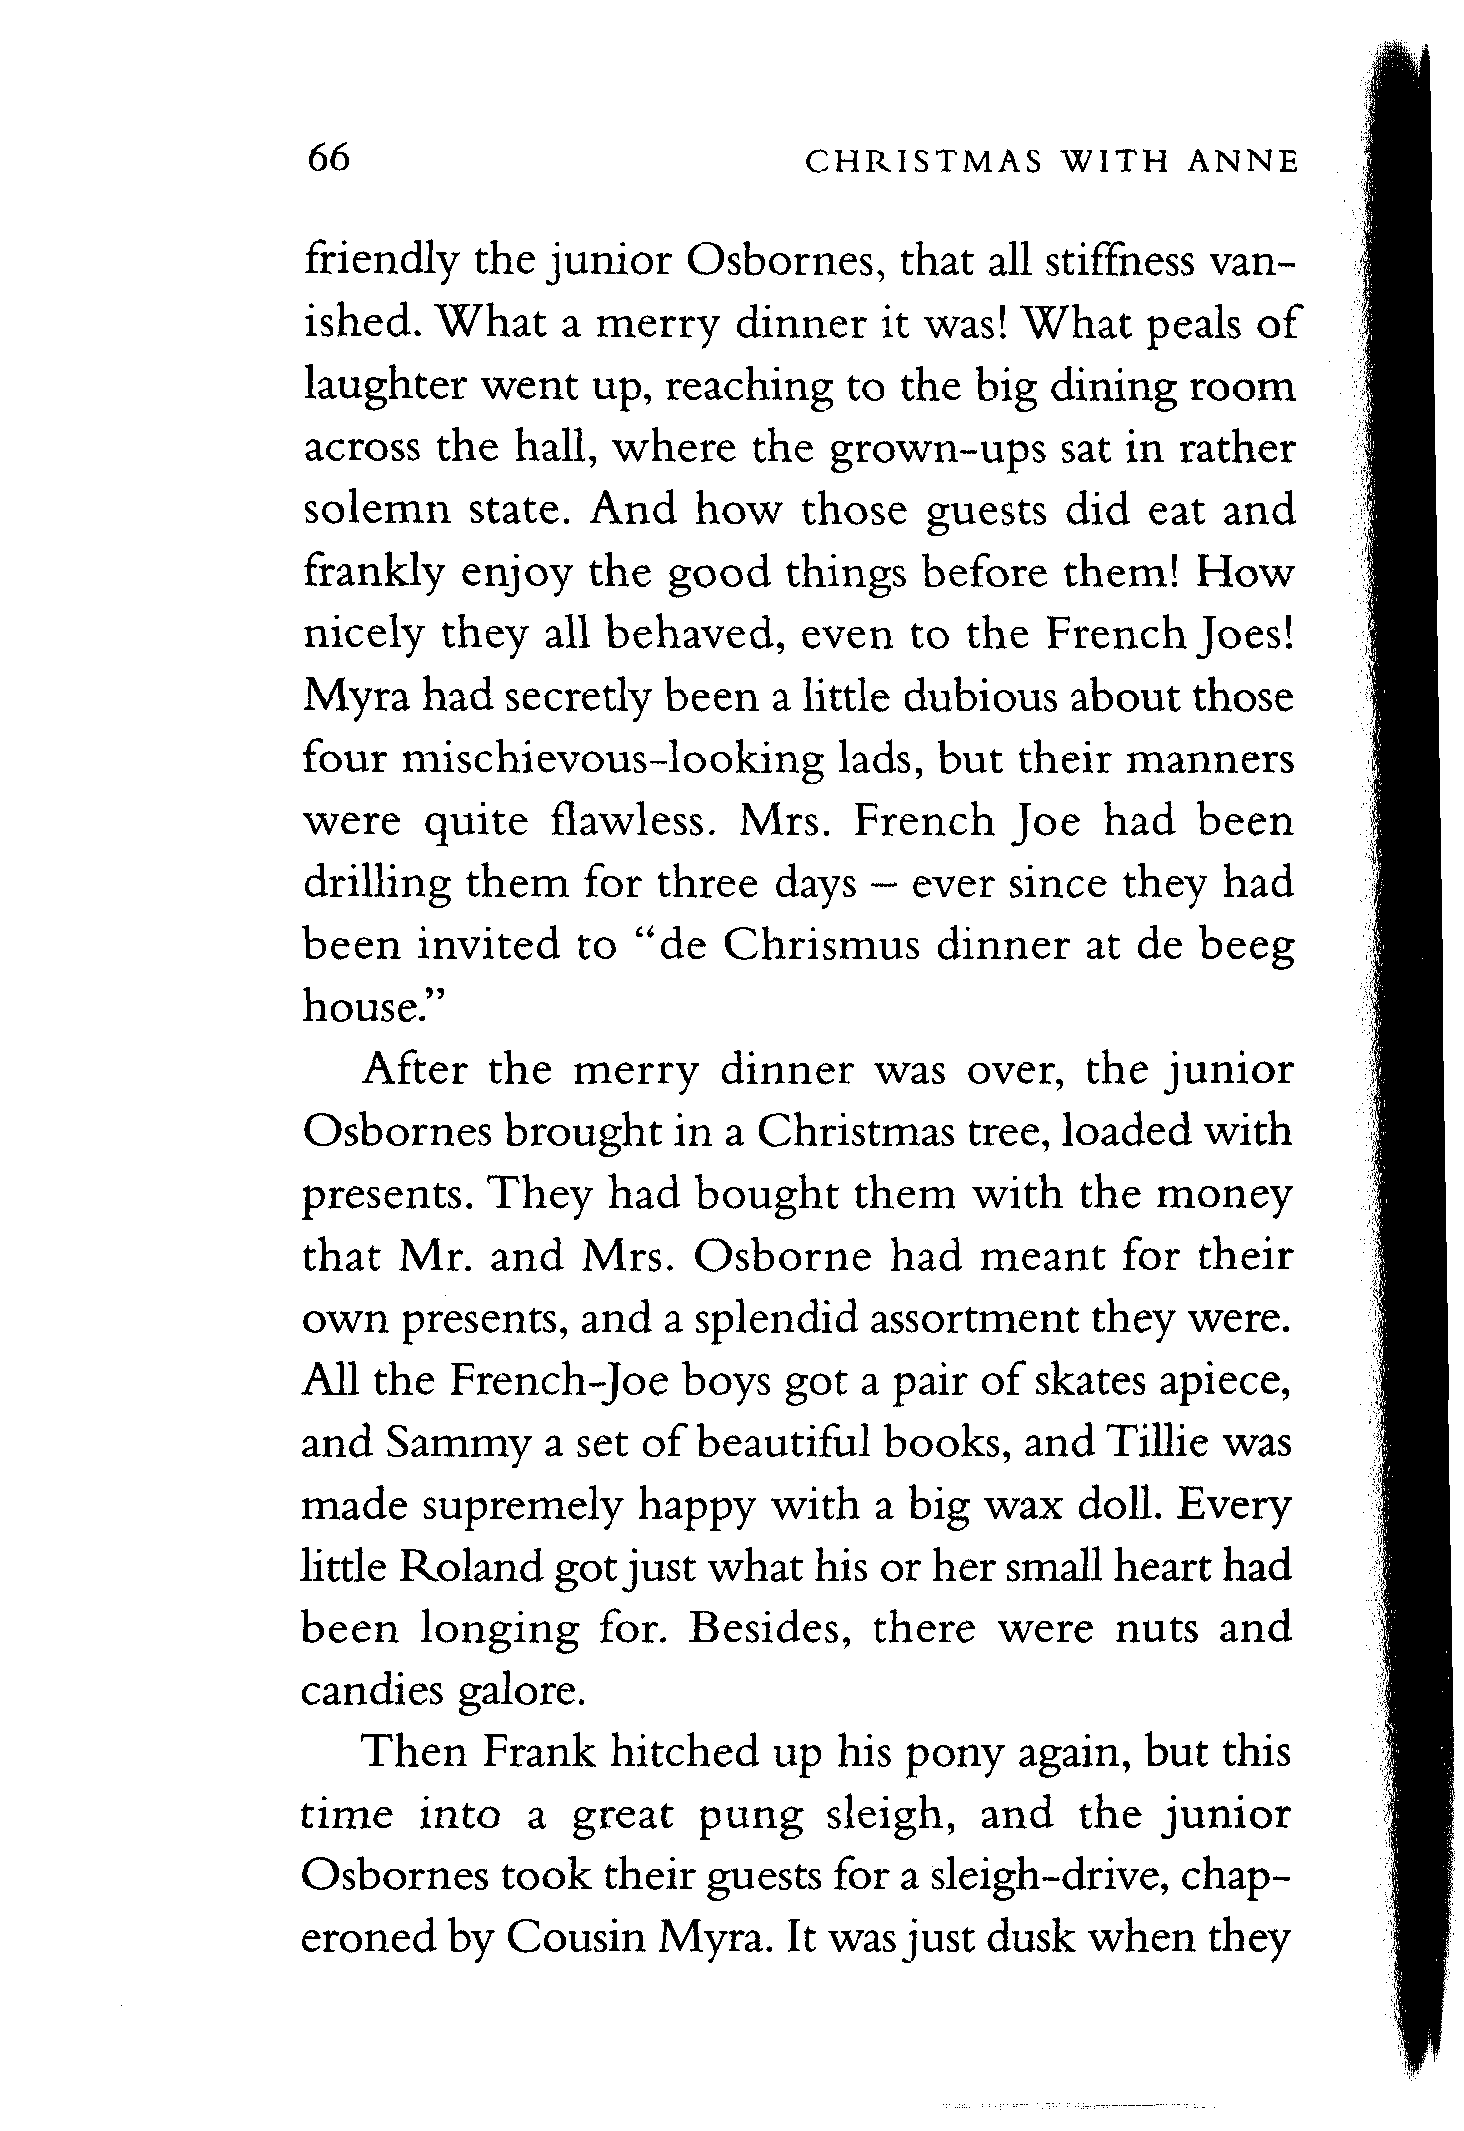 66 CHRISTMAS WITH ANNE
friendly the junior Osbornes, that all stiffness van-
ished. What a merry dinner it was! What peals of
laughter went up, reaching to the big dining room
across the hall, where the grown-ups sat in rather
solemn state. And how those guests did eat and
frankly enjoy the good things before them! How
nicely they all behaved, even to the French Joes!
Myra had secretly been a little dubious about those
four mischievous-looking lads, but their manners
were quite flawless. Mrs. French Joe had been
drilling them for three days – ever since they had
been invited to “de Chrismus dinner at de beeg
house.”
After the merry dinner was over, the junior
Osbornes brought in a Christmas tree, loaded with
presents. They had bought them with the money
that Mr. and Mrs. Osborne had meant for their
own presents, and a splendid assortment they were.
All the French-Joe boys got a pair of skates apiece,
and Sammy a set of beautiful books, and Tillie was
made supremely happy with a big wax doll. Every
little Roland got just what his or her small heart had
been longing for. Besides, there were nuts and
candies galore.
Then Frank hitched up his pony again, but this
time into a great pung sleigh, and the junior
Osbornes took their guests for a sleigh-drive, chap-
eroned by Cousin Myra. It was just dusk when they